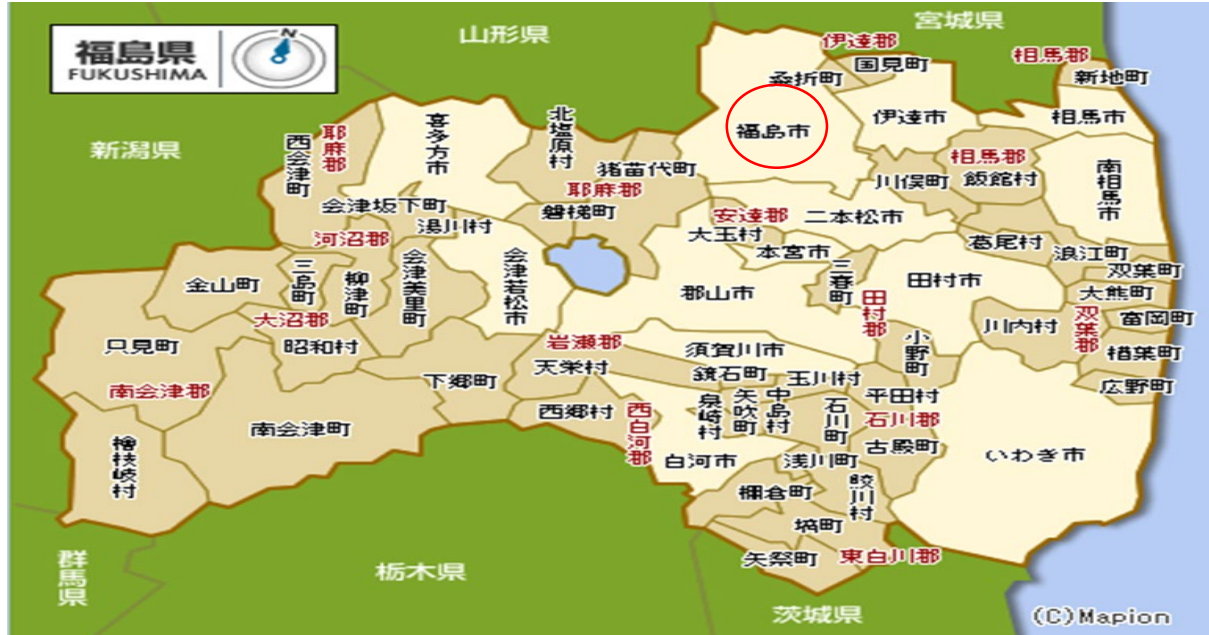 福島県
FUKUSHIMA
N
山形県
宮城県
新潟県
群馬県
栃木県
茨城県
伊達郡
国見町
桑折町
相馬郡
新地町
福島市
伊達市
相馬市
耶麻郡
西会津町
喜多方市
北塩原村
猪苗代町
耶麻郡
磐梯町
川俣町
相馬郡
飯館村
南相馬市
会津坂下町
湯川村
河沼郡
安達郡
大玉村
二本松市
本宮市
葛尾村
浪江町
双葉町
金山町
三島町
柳津町
会津美里町
会津若松市
郡山市
三春町
田村郡
田村市
大熊町
双葉郡
富岡町
川内村
楢葉町
広野町
大沼郡
只見町
昭和村
南会津郡
南会津町
檜枝岐村
下郷町
岩瀬郡
天栄村
須賀川市
鏡石町
玉川村
小野町
平田村
西郷村
西白河郡
泉崎村
矢吹町
中島村
石川町
石川郡
古殿町
白河市
浅川町
いわき市
棚倉町
鮫川村
塙町
矢祭町
東白川郡
(C)Mapion